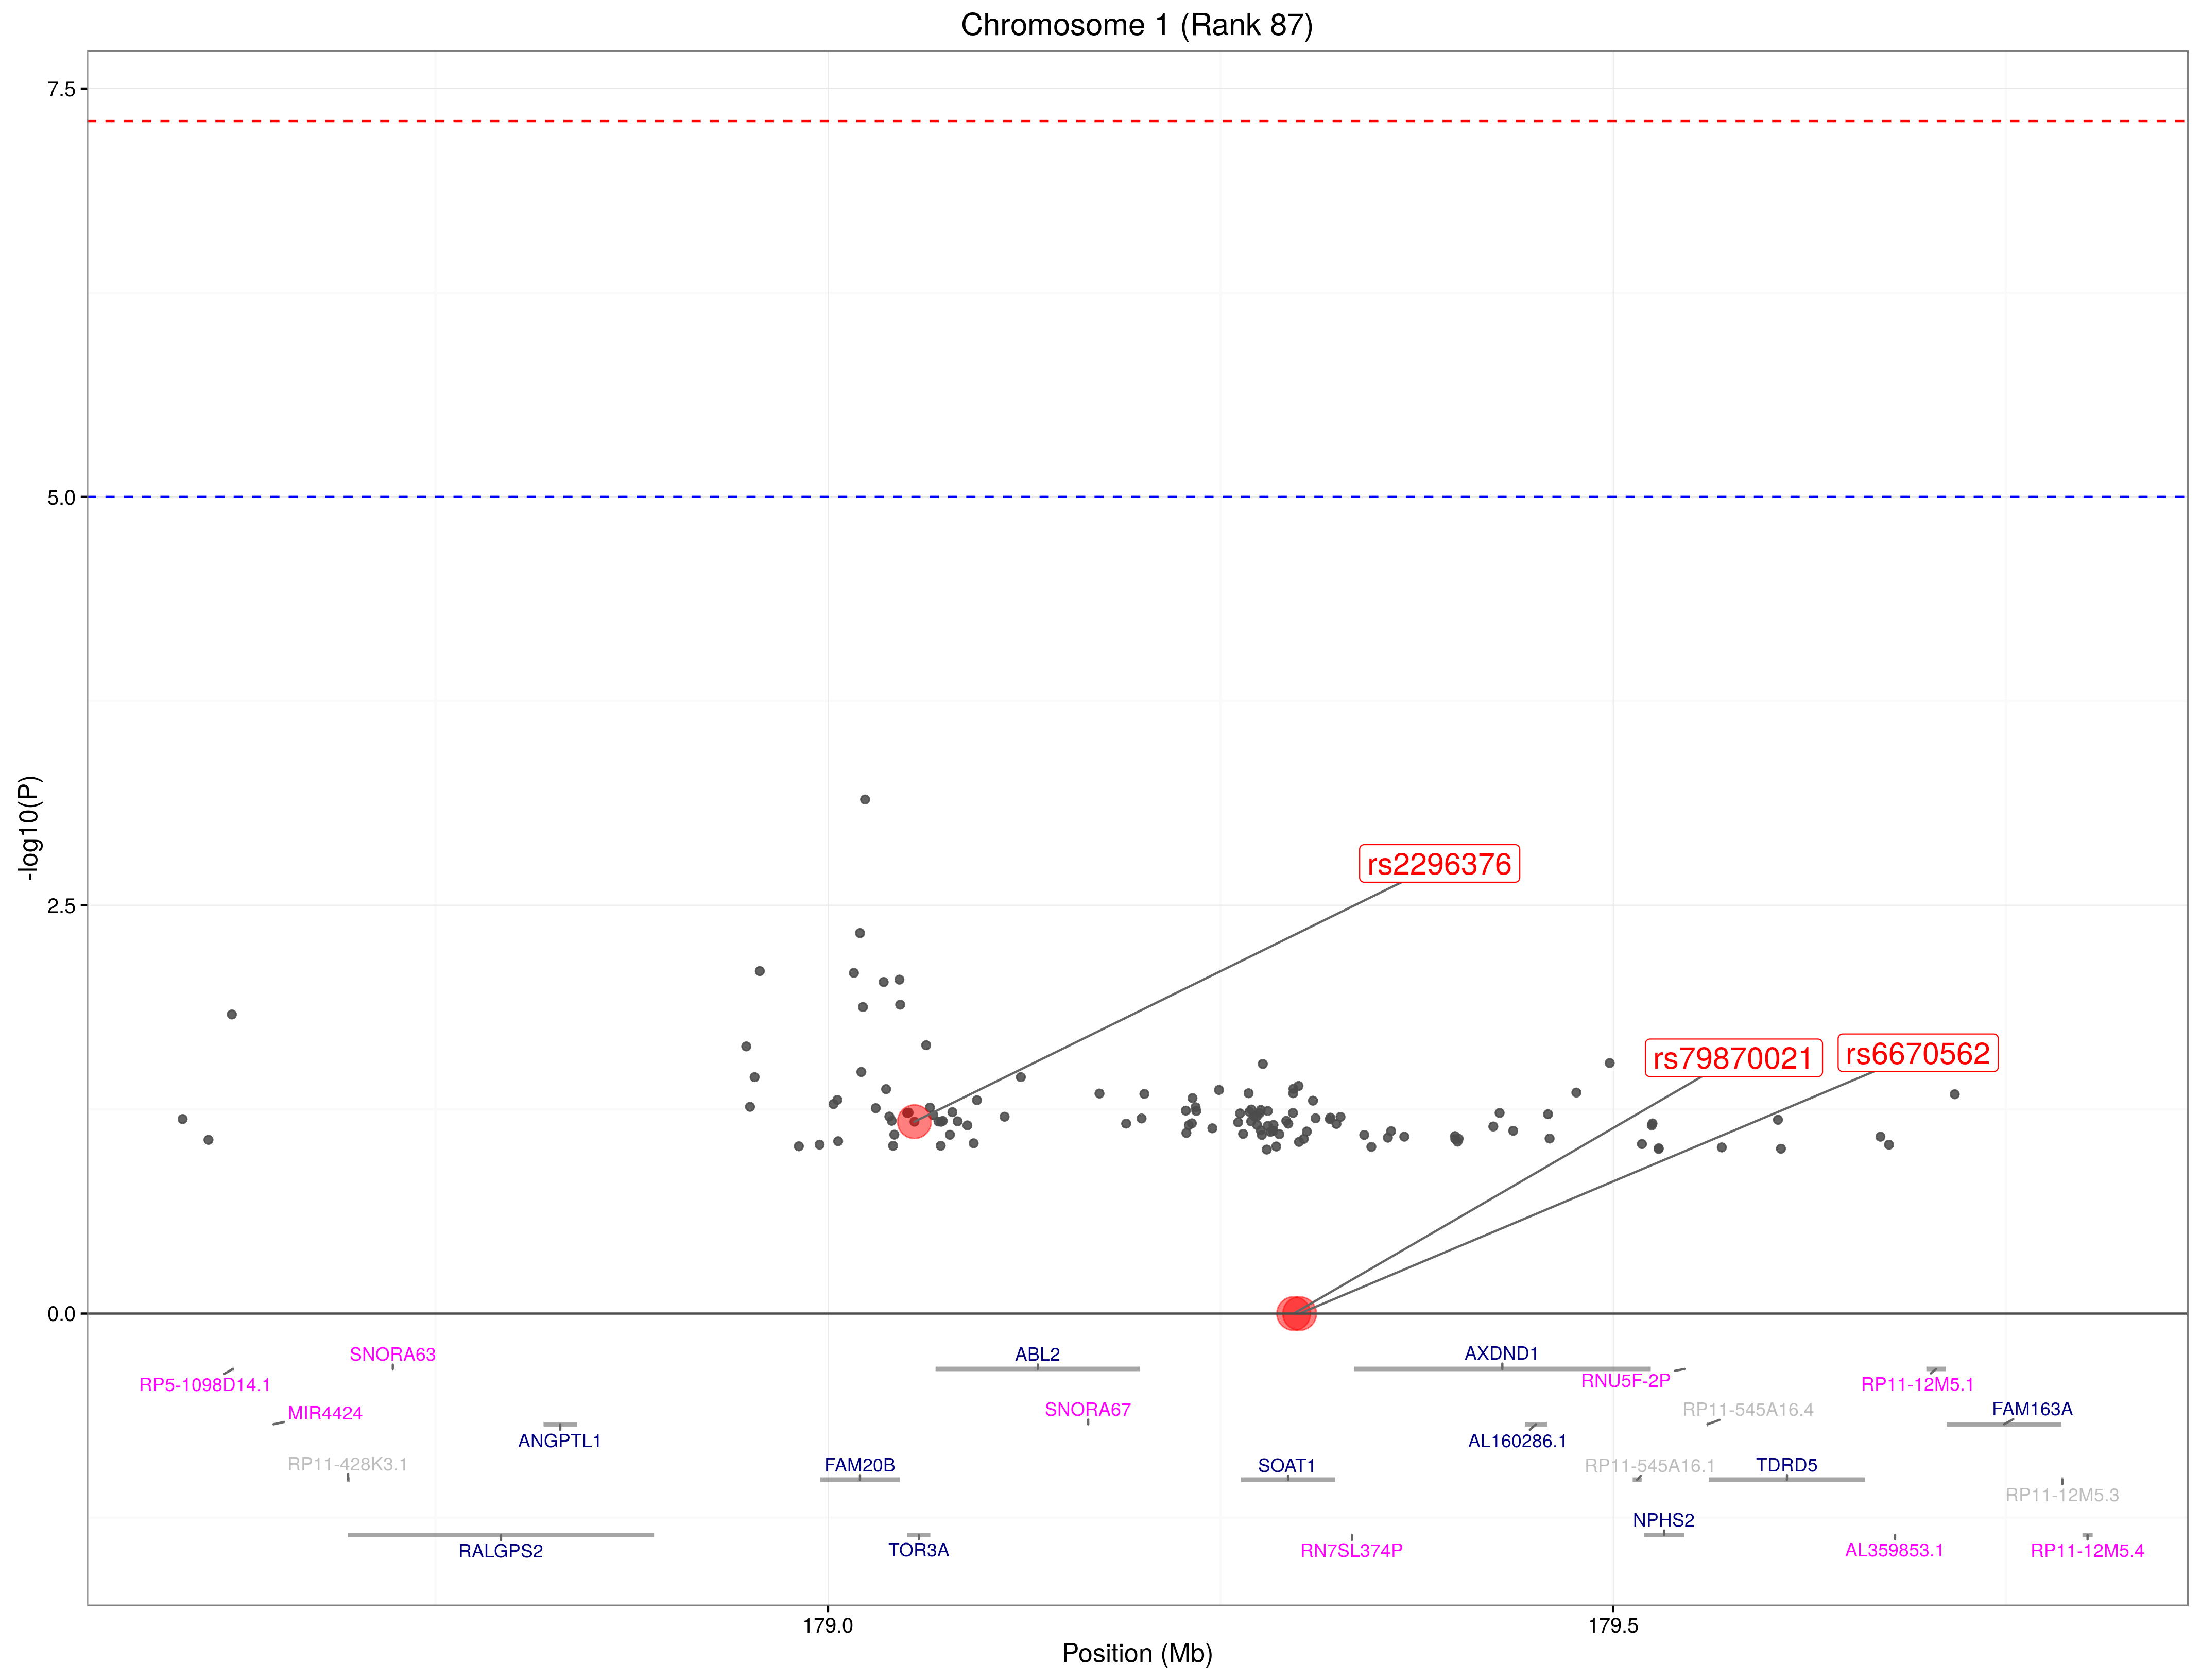 Chromosome 1 (Rank 87)
7.5
5.0
2.5
0.0
-log10(P)
rs2296376
rs79870021
rs6670562
SNORA63
ABL2
AXDND1
RP5-1098D14.1
RNU5F-2P
RP11-12M5.1
MIR4424
SNORA67
RP11-545A16.4
FAM163A
ANGPTL1
AL160286.1
RP11-428K3.1
FAM20B
SOAT1
RP11-545A16.1
TDRD5
RP11-12M5.3
NPHS2
RALGPS2
TOR3A
RN7SL374P
AL359853.1
RP11-12M5.4
179.0
179.5
Position (Mb)